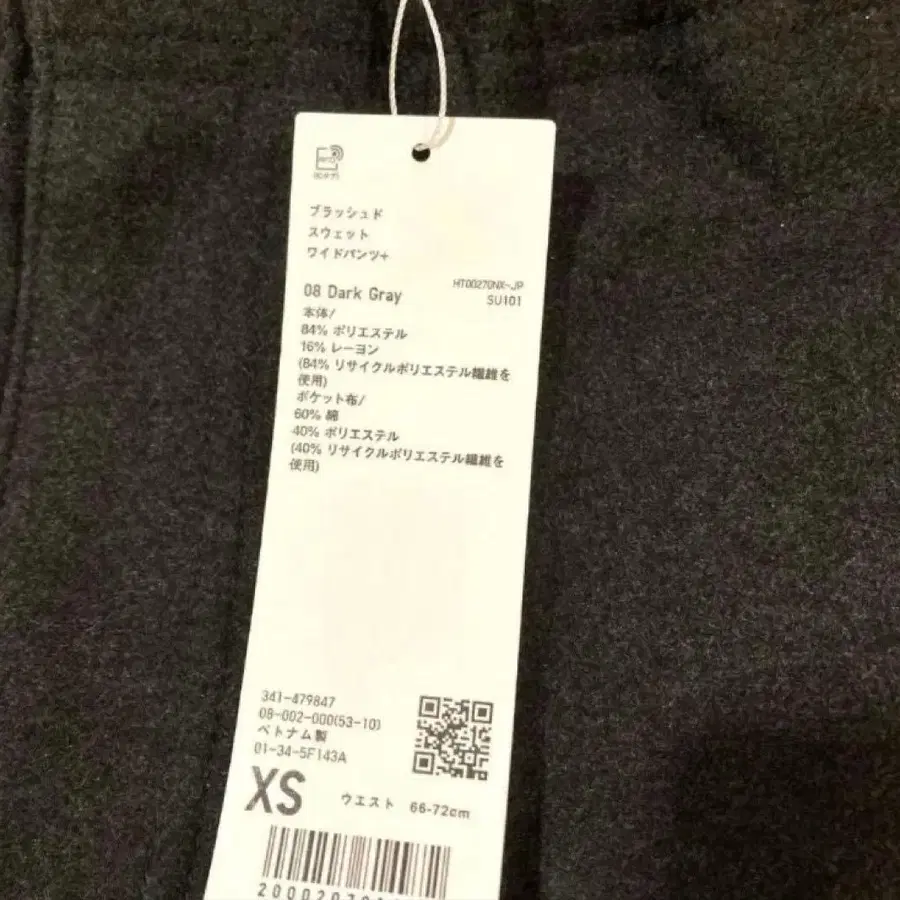 RFID
ブラッシュド
スウェット
ワイドパンツ+
08 Dark Gray
HT00270NX-JP
SU101
本体/
84% ポリエステル
16% レーヨン
(84% リサイクルポリエステル繊維を
使用)
ポケット布/
60% 綿
40% ポリエステル
(40% リサイクルポリエステル繊維を
使用)
341-479847
08-002-000(53-10)
ベトナム製
01-34-5F143A
XS
ウエスト 66-72cm